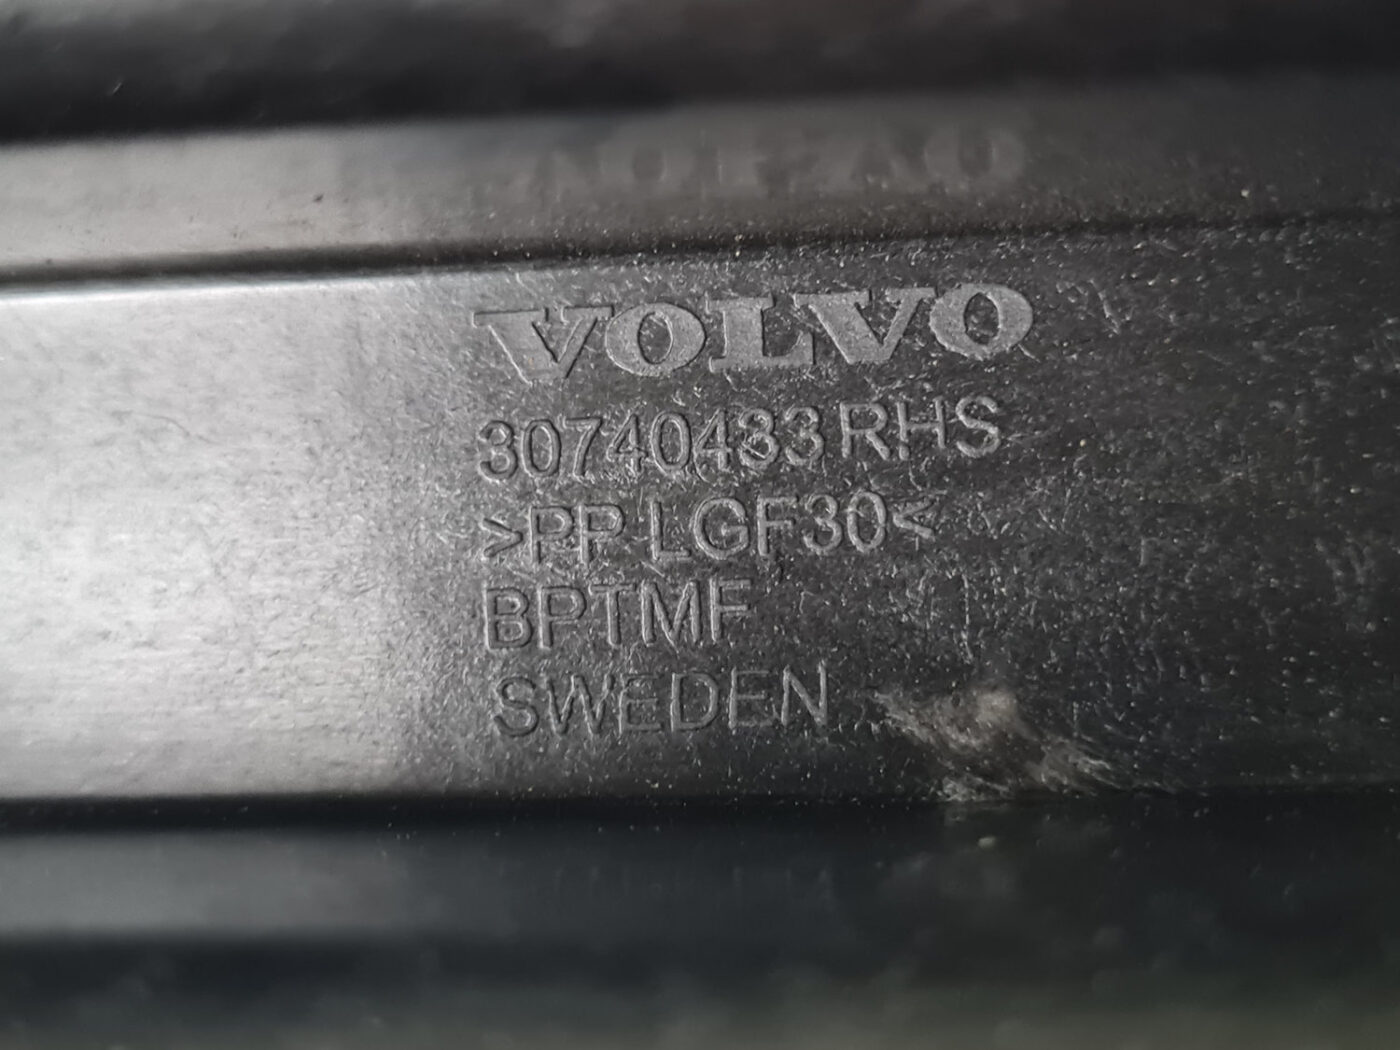 VOLVO
30740433 RHS
>PP LGF30<
BPTMF
SWEDEN